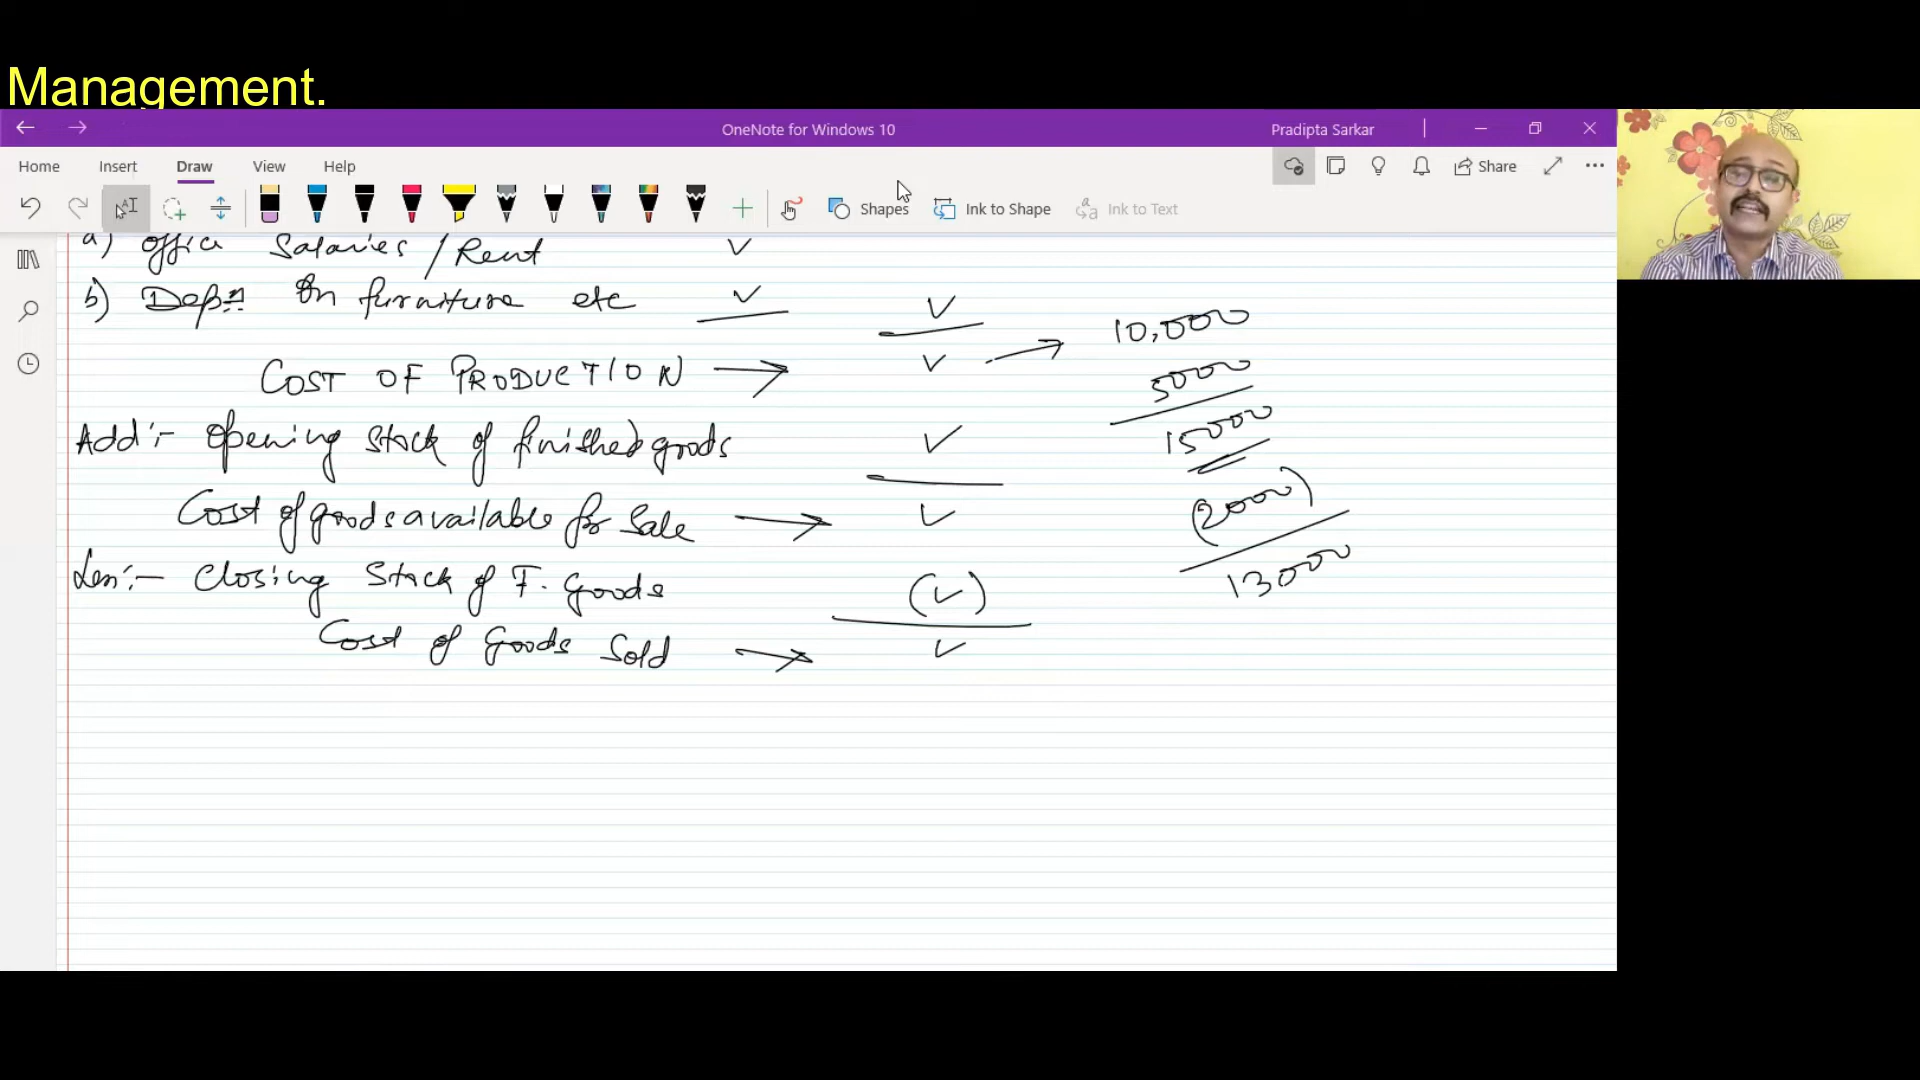 Management.
OneNote for Windows 10
Pradipta Sarkar
Home Insert Draw View Help
Share
Shapes Ink to Shape Ink to Text
a) Office Salaries / Rent
b) Depn. On furniture etc
COST OF PRODUCTION →
Add :- Opening Stock of finished goods
Cost of goods available for Sale →
Less :- Closing Stock of F. Goods
Cost of Goods Sold →
10,000
5000
15000
(2000)
13000